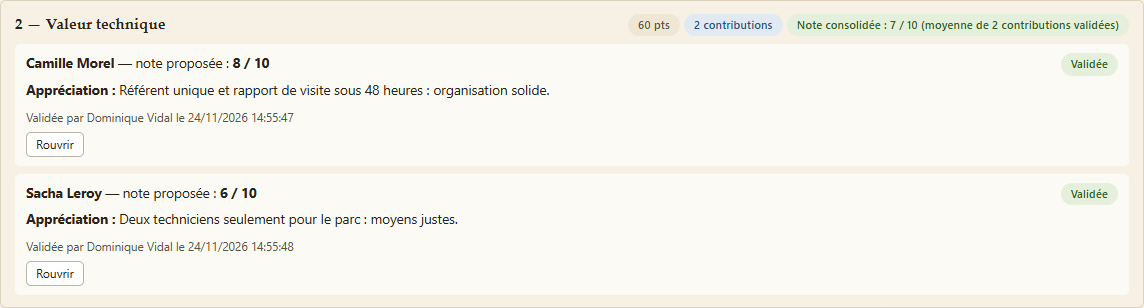 2 — Valeur technique 60 pts 2 contributions Note consolidée : 7 / 10 (moyenne de 2 contributions validées)
Camille Morel — note proposée : 8 / 10 Validée
Appréciation : Référent unique et rapport de visite sous 48 heures : organisation solide.
Validée par Dominique Vidal le 24/11/2026 14:55:47
Rouvrir
Sacha Leroy — note proposée : 6 / 10 Validée
Appréciation : Deux techniciens seulement pour le parc : moyens justes.
Validée par Dominique Vidal le 24/11/2026 14:55:48
Rouvrir